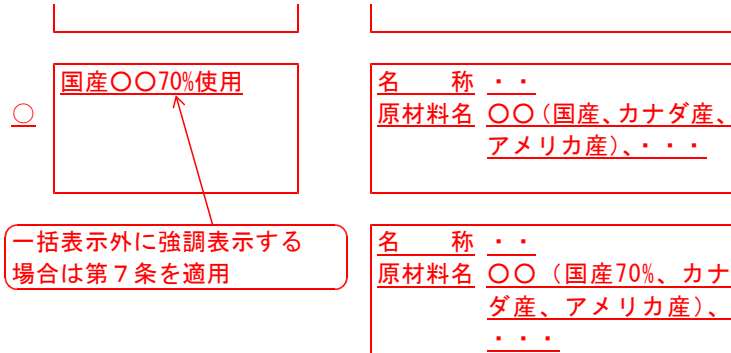 国産〇〇70%使用
〇
名　　称 ・・
原材料名 〇〇(国産、カナダ産、
アメリカ産)、・・・
一括表示外に強調表示する
場合は第７条を適用
名　　称 ・・
原材料名 〇〇（国産70%、カナ
ダ産、アメリカ産)、
・・・